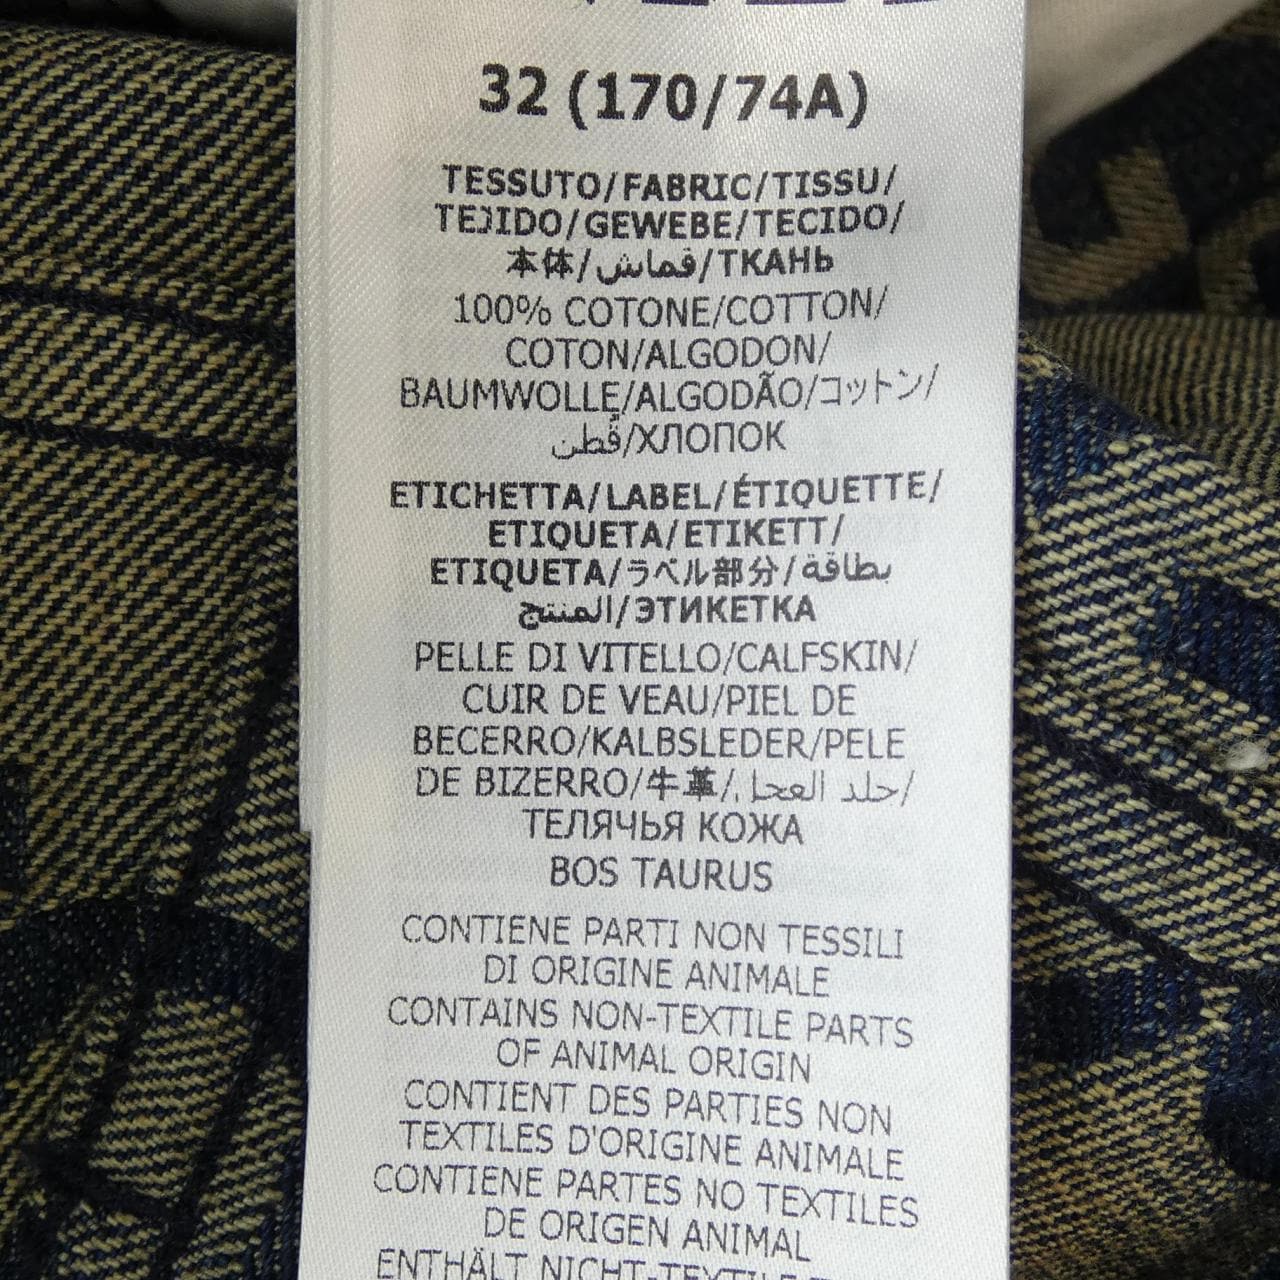 32 (170/74A)
TESSUTO/FABRIC/TISSU/
TEJIDO/GEWEBE/TECIDO/
本体/قماش/ТКАНЬ
100% COTONE/COTTON/
COTON/ALGODON/
BAUMWOLLE/ALGODÃO/コットン/
قُطن/ХЛОПОК
ETICHETTA/LABEL/ÉTIQUETTE/
ETIQUETA/ETIKETT/
ETIQUETA/ラベル部分/بطاقة
المنتج/ЭТИКЕТКА
PELLE DI VITELLO/CALFSKIN/
CUIR DE VEAU/PIEL DE
BECERRO/KALBSLEDER/PELE
DE BIZERRO/牛革/جلد العجل/
ТЕЛЯЧЬЯ КОЖА
BOS TAURUS
CONTIENE PARTI NON TESSILI
DI ORIGINE ANIMALE
CONTAINS NON-TEXTILE PARTS
OF ANIMAL ORIGIN
CONTIENT DES PARTIES NON
TEXTILES D'ORIGINE ANIMALE
CONTIENE PARTES NO TEXTILES
DE ORIGEN ANIMAL
ENTHÄLT NICHT-TEXTILE